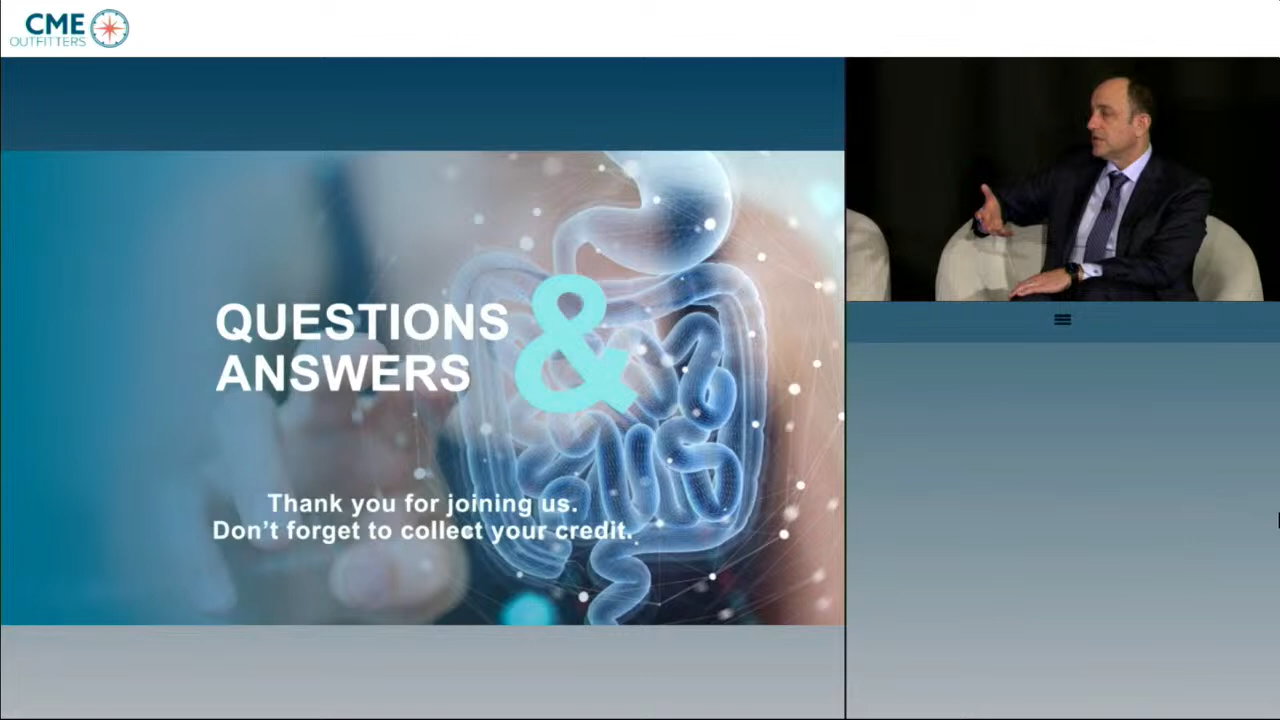 CME
OUTFITTERS
QUESTIONS &
ANSWERS
Thank you for joining us.
Don’t forget to collect your credit.